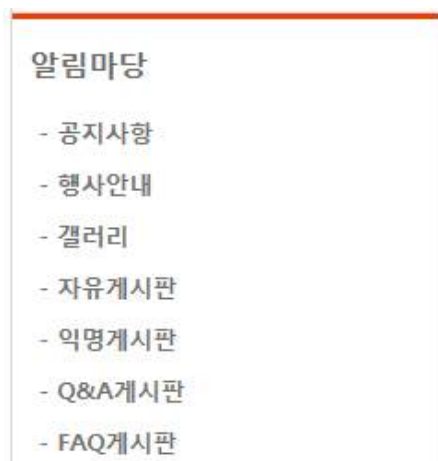 알림마당
- 공지사항
- 행사안내
- 갤러리
- 자유게시판
- 익명게시판
- Q&A게시판
- FAQ게시판